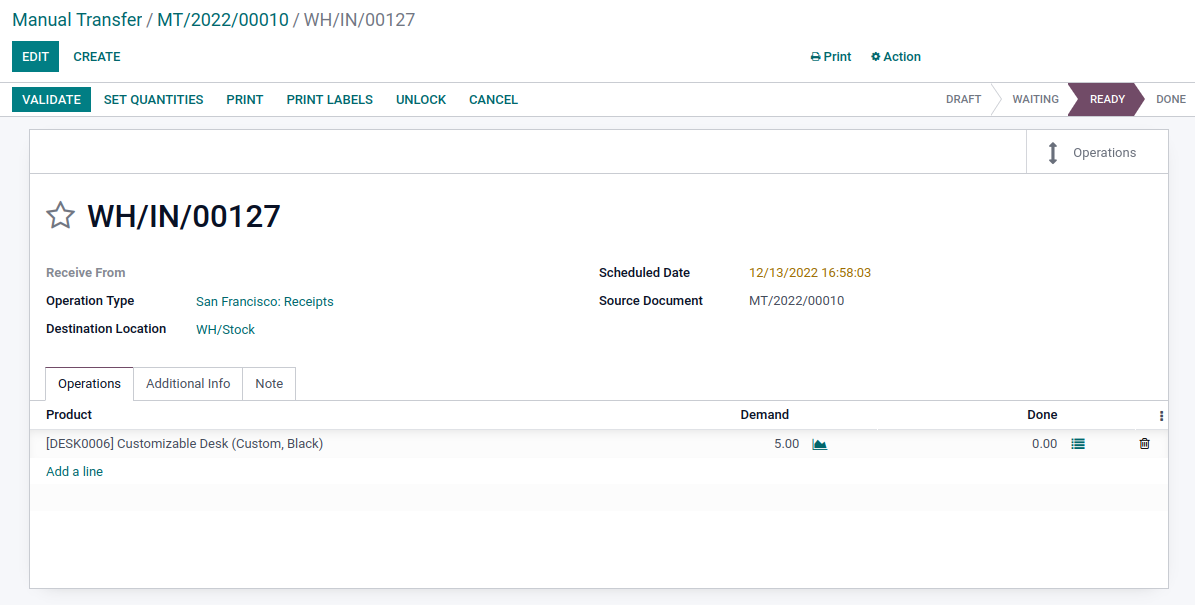 Manual Transfer / MT/2022/00010 / WH/IN/00127
EDIT CREATE Print Action
VALIDATE SET QUANTITIES PRINT PRINT LABELS UNLOCK CANCEL DRAFT WAITING READY DONE
Operations
WH/IN/00127
Receive From Scheduled Date 12/13/2022 16:58:03
Operation Type San Francisco: Receipts Source Document MT/2022/00010
Destination Location WH/Stock
Operations Additional Info Note
Product Demand Done
[DESK0006] Customizable Desk (Custom, Black) 5.00 0.00
Add a line